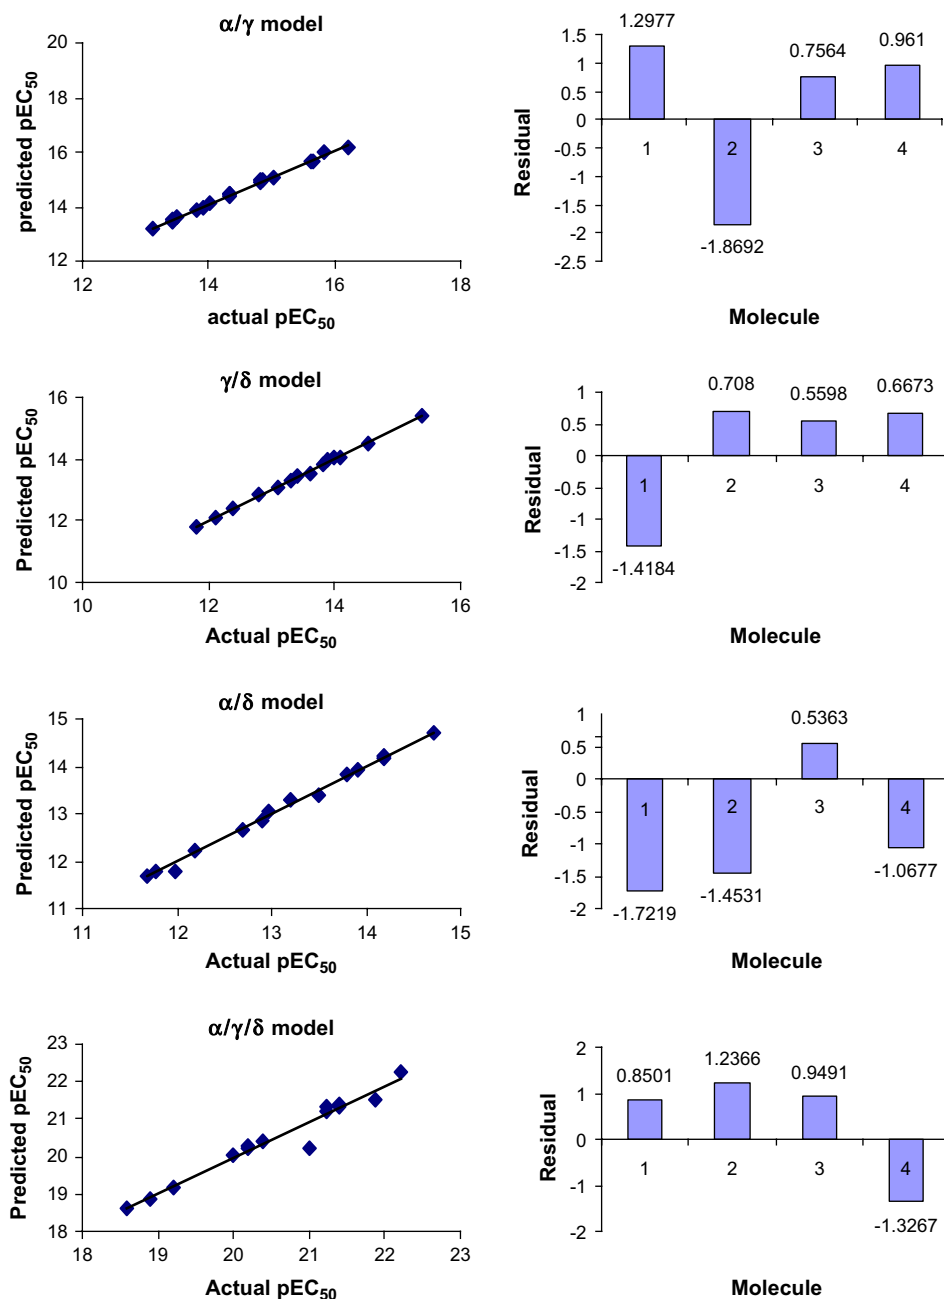 α/γ model
predicted pEC50
20
18
16
14
12
12 14 16 18
actual pEC50
Residual
1.5
1
0.5
0
-0.5
-1
-1.5
-2
-2.5
1.2977
0.7564
0.961
1 2 3 4
-1.8692
Molecule
γ/δ model
Predicted pEC50
16
14
12
10
10 12 14 16
Actual pEC50
Residual
1
0.5
0
-0.5
-1
-1.5
-2
0.708
0.5598
0.6673
1 2 3 4
-1.4184
Molecule
α/δ model
Predicted pEC50
15
14
13
12
11
11 12 13 14 15
Actual pEC50
Residual
1
0.5
0
-0.5
-1
-1.5
-2
0.5363
1 2 3 4
-1.0677
-1.4531
-1.7219
Molecule
α/γ/δ model
Predicted pEC50
23
22
21
20
19
18
18 19 20 21 22 23
Actual pEC50
Residual
2
1
0
-1
-2
0.8501
1.2366
0.9491
1 2 3 4
-1.3267
Molecule